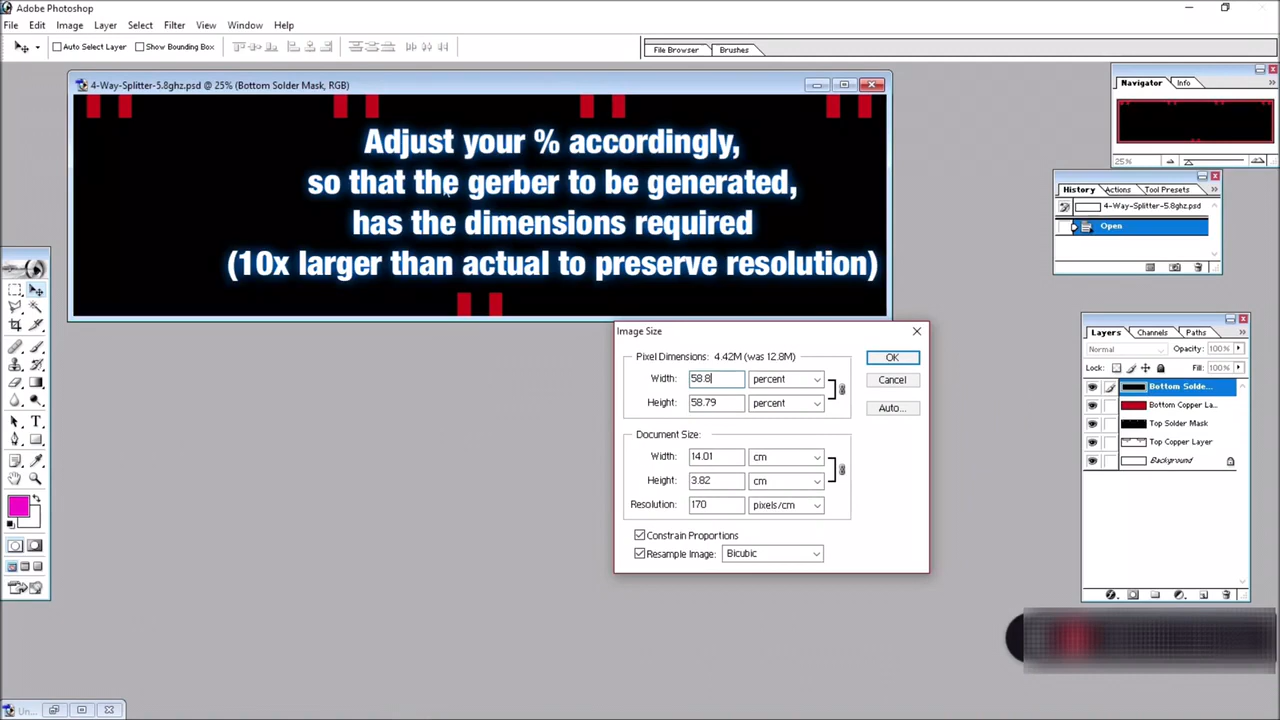 Adobe Photoshop
File Edit Image Layer Select Filter View Window Help
Auto Select Layer Show Bounding Box
File Browser Brushes
4-Way-Splitter-5.8ghz.psd @ 25% (Bottom Solder Mask, RGB)
Adjust your % accordingly,
so that the gerber to be generated,
has the dimensions required
(10x larger than actual to preserve resolution)
Navigator Info
25%
History Actions Tool Presets
4-Way-Splitter-5.8ghz.psd
Open
Image Size
Pixel Dimensions: 4.42M (was 12.8M)
Width: 58.8 percent
Height: 58.79 percent
Document Size:
Width: 14.01 cm
Height: 3.82 cm
Resolution: 170 pixels/cm
Constrain Proportions
Resample Image: Bicubic
OK
Cancel
Auto...
Layers Channels Paths
Normal Opacity: 100%
Lock: Fill: 100%
Bottom Solde...
Bottom Copper La...
Top Solder Mask
Top Copper Layer
Background
Un...